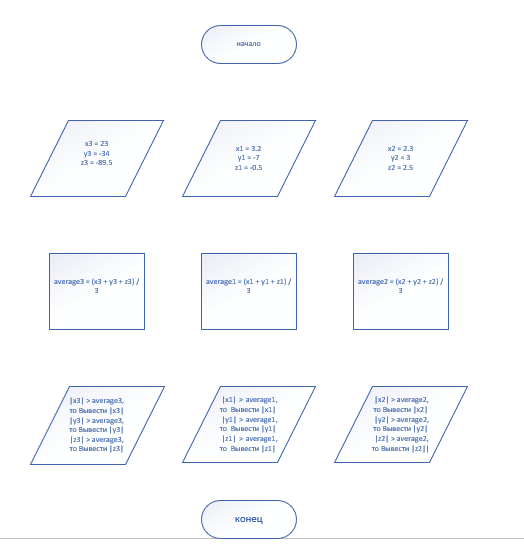 начало
x3 = 23
y3 = -34
z3 = -89.5
x1 = 3.2
y1 = -7
z1 = -0.5
x2 = 2.3
y2 = 3
z2 = 2.5
average3 = (x3 + y3 + z3) /
3
average1 = (x1 + y1 + z1) /
3
average2 = (x2 + y2 + z2) /
3
|x3| > average3,
то Вывести |x3|
|y3| > average3,
то Вывести |y3|
|z3| > average3,
то Вывести |z3|
|x1| > average1,
то Вывести |x1|
|y1| > average1,
то Вывести |y1|
|z1| > average1,
то Вывести |z1|
|x2| > average2,
то Вывести |x2|
|y2| > average2,
то Вывести |y2|
|z2| > average2,
то Вывести |z2||
конец